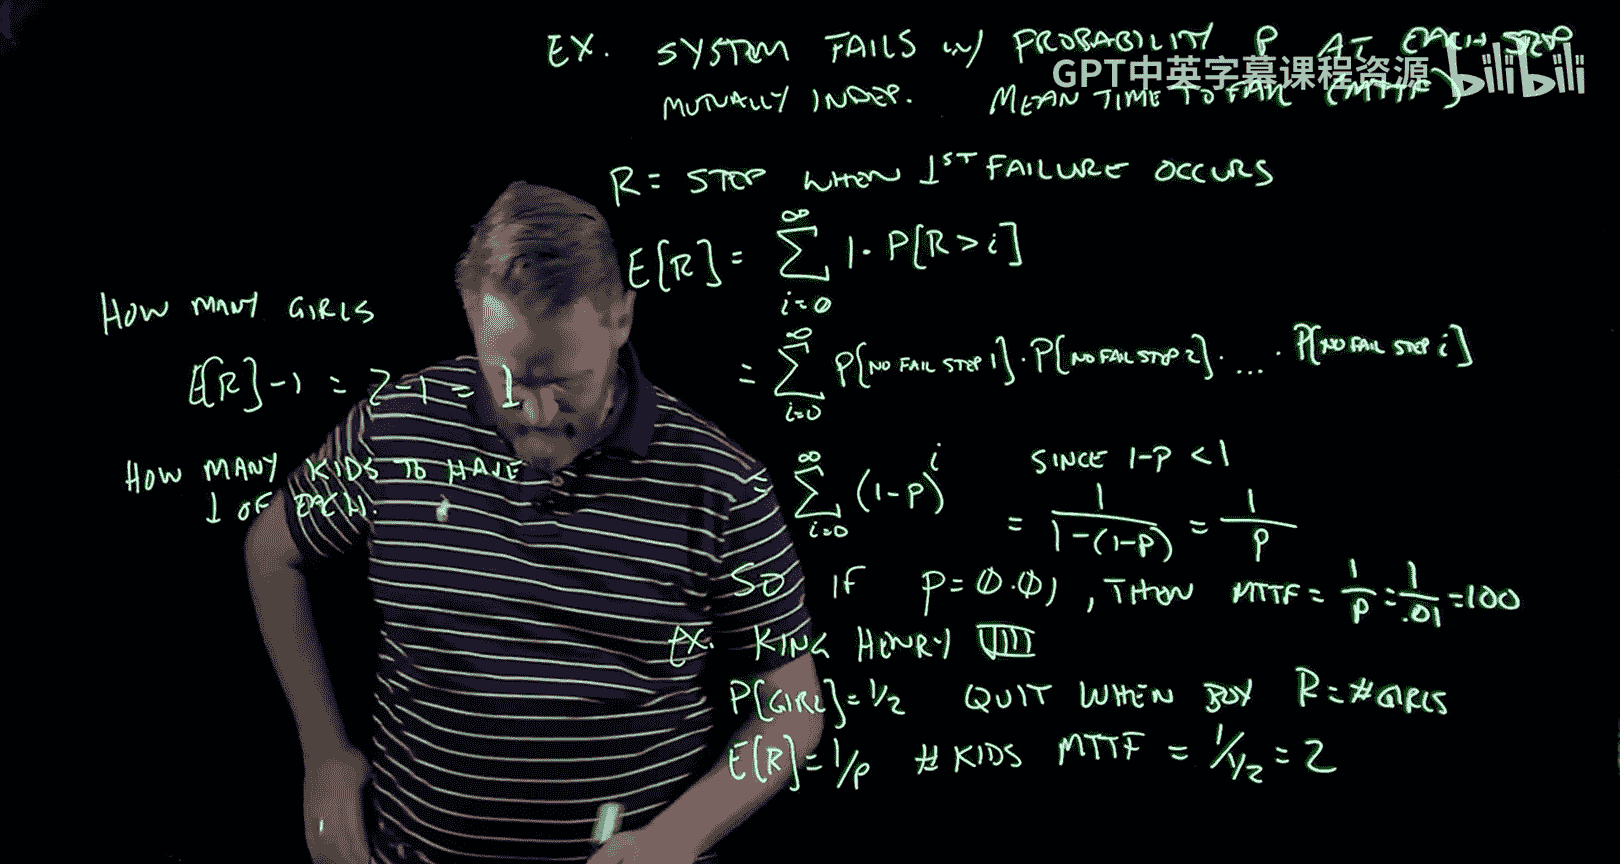 EX. SYSTEM FAILS w/ PROBABILITY P AT EACH STEP
GPT中英字幕课程资源 bilibili
MUTUALLY INDEP. MEAN TIME TO FAIL (MTTF)
R = STEP WHEN 1ST FAILURE OCCURS
E[R] = ∞∑i=0 1· P[R > i]
= ∞∑i=0 P[NO FAIL STEP 1] · P[NO FAIL STEP 2] · ... · P[NO FAIL STEP i]
= ∞∑i=0 (1-P)^i SINCE 1-P < 1
= 1/(1-(1-P)) = 1/P
SO IF P = 0.01, THEN MTTF = 1/P = 1/.01 = 100
EX. KING HENRY VIII
P[GIRL] = 1/2 QUIT WHEN BOY R = #GIRLS
E[R] = 1/P # KIDS MTTF = 1/1/2 = 2
HOW MANY GIRLS
E[R]-1 = 2-1 = 1
HOW MANY KIDS TO HAVE
1 OF EACH.